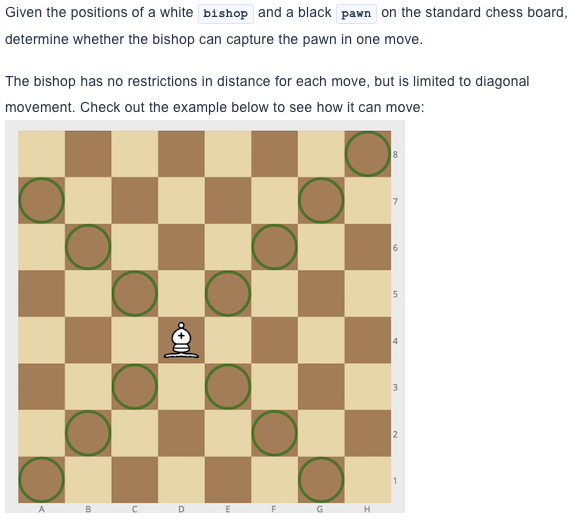 Given the positions of a white bishop and a black pawn on the standard chess board,
determine whether the bishop can capture the pawn in one move.
The bishop has no restrictions in distance for each move, but is limited to diagonal
movement. Check out the example below to see how it can move:
8
7
6
5
4
3
2
1
A B C D E F G H